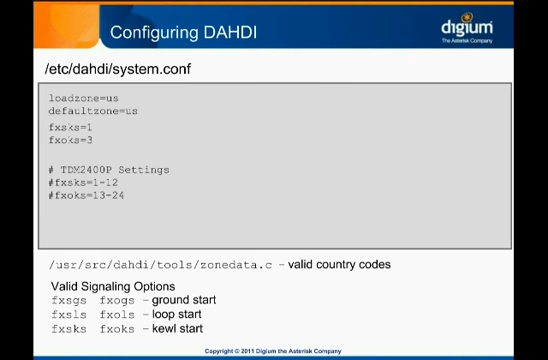 Configuring DAHDI
digium
The Asterisk Company
/etc/dahdi/system.conf
loadzone=us
defaultzone=us
fxsks=1
fxoks=3
# TDM2400P Settings
#fxsks=1-12
#fxoks=13-24
/usr/src/dahdi/tools/zonedata.c – valid country codes
Valid Signaling Options
fxsgs fxogs – ground start
fxsls fxols – loop start
fxsks fxoks – kewl start
Copyright © 2011 Digium the Asterisk Company